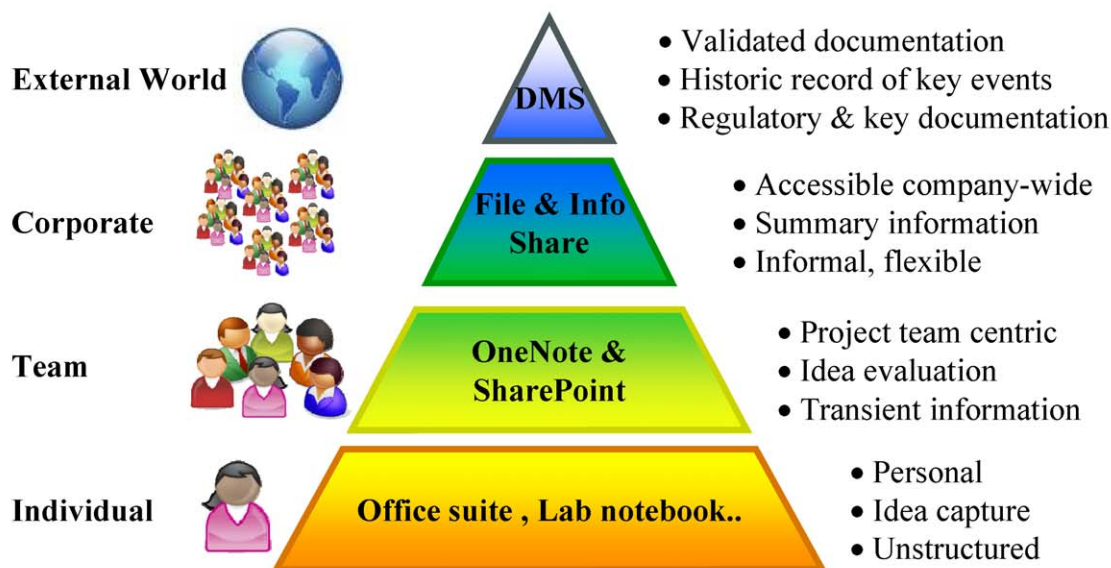 External World
DMS
• Validated documentation
• Historic record of key events
• Regulatory & key documentation
Corporate
File & Info
Share
• Accessible company-wide
• Summary information
• Informal, flexible
Team
OneNote &
SharePoint
• Project team centric
• Idea evaluation
• Transient information
Individual
Office suite , Lab notebook..
• Personal
• Idea capture
• Unstructured